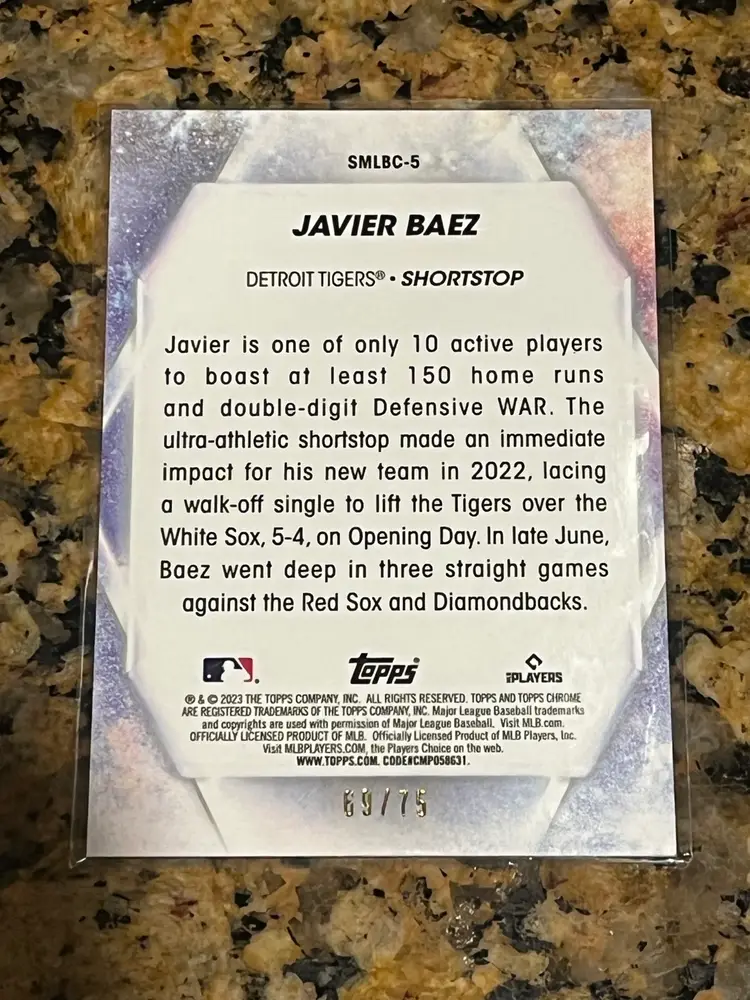 SMLBC-5
JAVIER BAEZ
DETROIT TIGERS® • SHORTSTOP
Javier is one of only 10 active players
to boast at least 150 home runs
and double-digit Defensive WAR. The
ultra-athletic shortstop made an immediate
impact for his new team in 2022, lacing
a walk-off single to lift the Tigers over the
White Sox, 5-4, on Opening Day. In late June,
Baez went deep in three straight games
against the Red Sox and Diamondbacks.
topps PLAYERS
® & © 2023 THE TOPPS COMPANY, INC. ALL RIGHTS RESERVED. TOPPS AND TOPPS CHROME
ARE REGISTERED TRADEMARKS OF THE TOPPS COMPANY, INC. Major League Baseball trademarks
and copyrights are used with permission of Major League Baseball. Visit MLB.com.
OFFICIALLY LICENSED PRODUCT OF MLB. Officially Licensed Product of MLB Players, Inc.
Visit MLBPLAYERS.COM, the Players Choice on the web.
WWW.TOPPS.COM. CODE#CMP058631.
69/75